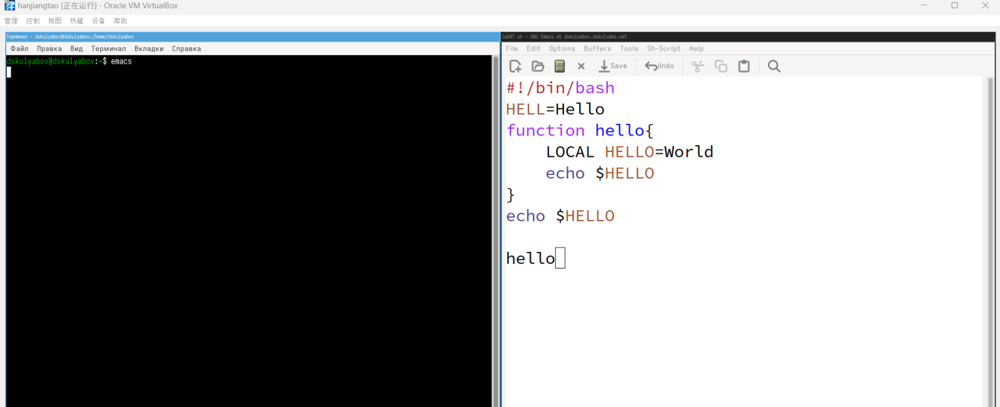 hanjiangtao [正在运行] - Oracle VM VirtualBox
管理 控制 视图 热键 设备 帮助
Терминал - dskulyabov@dskulyabov:/home/dskulyabov
Файл Правка Вид Терминал Вкладки Справка
dskulyabov@dskulyabov:~$ emacs
lab07.sh - GNU Emacs at dskulyabov.dskulyabo.net
File Edit Options Buffers Tools Sh-Script Help
Save Undo
#!/bin/bash
HELL=Hello
function hello{
    LOCAL HELLO=World
    echo $HELLO
}
echo $HELLO
hello